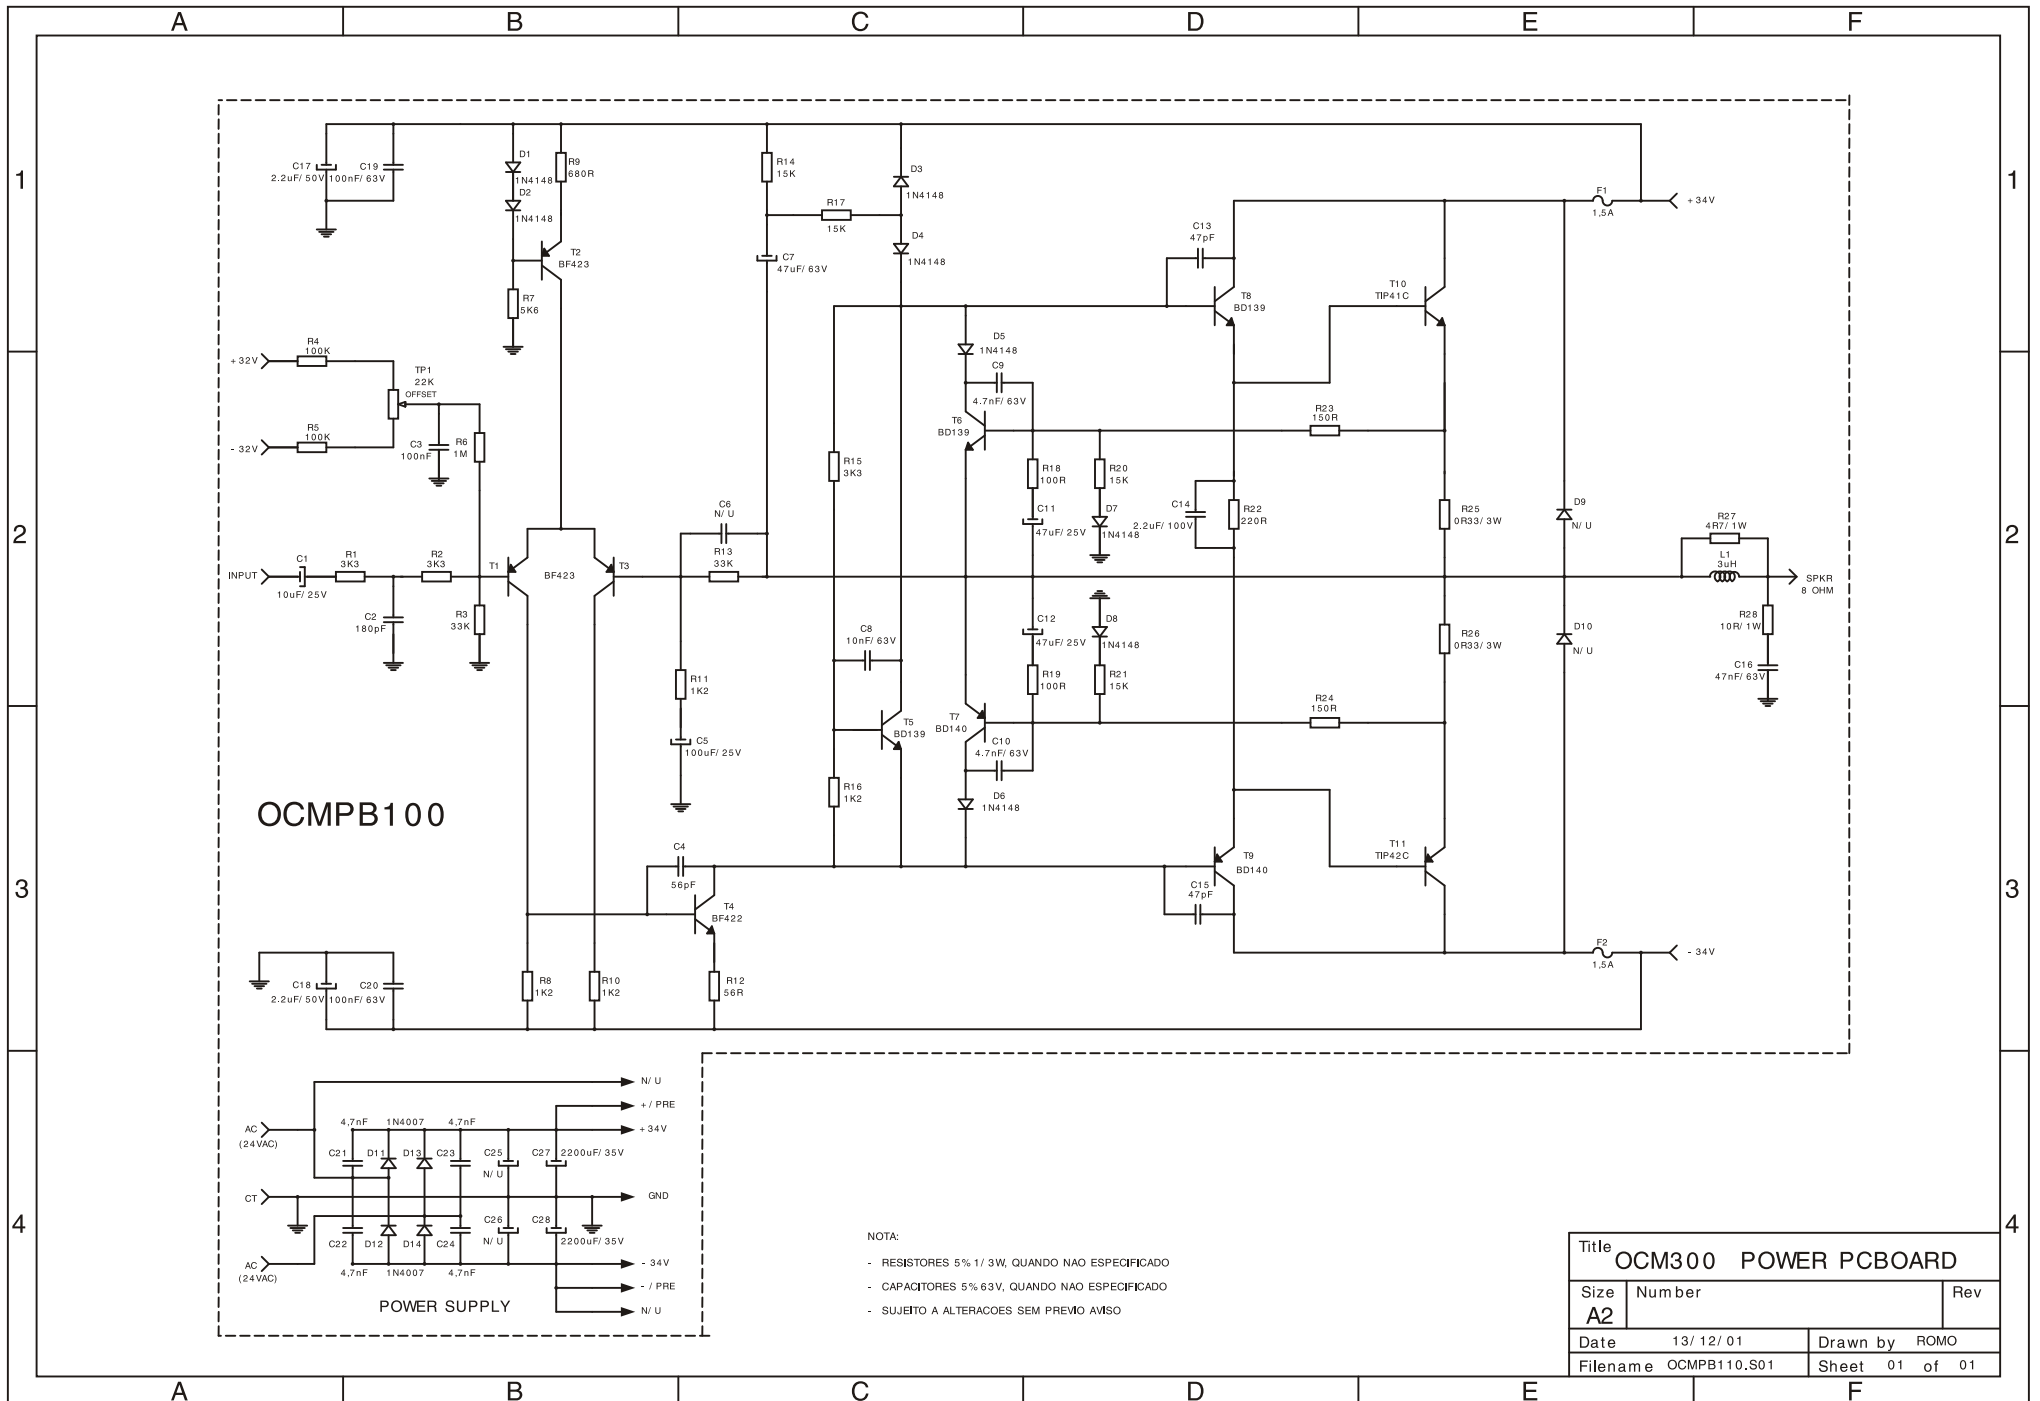 A B C D E F
1
2
3
4
1
2
3
4
A B C D E F
C17
2.2uF/50V
C19
100nF/63V
D1
1N4148
D2
1N4148
R9
680R
T2
BF423
R7
5K6
R14
15K
R17
15K
C7
47uF/63V
D3
1N4148
D4
1N4148
C13
47pF
T8
BD139
T10
TIP41C
F1
1,5A
+34V
+32V
R4
100K
TP1
22K
OFFSET
R5
100K
-32V
C3
100nF
R6
1M
D5
1N4148
C9
4.7nF/63V
T6
BD139
R23
150R
R15
3K3
R18
100R
R20
15K
C11
47uF/25V
D7
1N4148
C14
2.2uF/100V
R22
220R
R25
0R33/3W
D9
N/U
R27
4R7/1W
L1
3uH
SPKR
8 OHM
INPUT
C1
10uF/25V
R1
3K3
R2
3K3
T1
BF423
T3
C6
N/U
R13
33K
C2
180pF
R3
33K
C8
10nF/63V
C12
47uF/25V
D8
1N4148
R19
100R
R21
15K
R26
0R33/3W
D10
N/U
R28
10R/1W
C16
47nF/63V
R11
1K2
C5
100uF/25V
T5
BD139
T7
BD140
C10
4.7nF/63V
R24
150R
R16
1K2
D6
1N4148
OCMPB100
C4
56pF
T4
BF422
T9
BD140
C15
47pF
T11
TIP42C
F2
1,5A
-34V
C18
2.2uF/50V
C20
100nF/63V
R8
1K2
R10
1K2
R12
56R
N/U
+/PRE
+34V
AC
(24VAC)
4,7nF 1N4007 4,7nF
C21 D11 D13 C23
C25
N/U
C27
2200uF/35V
CT
GND
C22 D12 D14 C24
C26
N/U
C28
2200uF/35V
AC
(24VAC)
4,7nF 1N4007 4,7nF
-34V
-/PRE
N/U
POWER SUPPLY
NOTA:
- RESISTORES 5% 1/3W, QUANDO NAO ESPECIFICADO
- CAPACITORES 5% 63V, QUANDO NAO ESPECIFICADO
- SUJEITO A ALTERACOES SEM PREVIO AVISO
Title OCM300 POWER PCBOARD
Size Number Rev
A2
Date 13/12/01 Drawn by ROMO
Filename OCMPB110.S01 Sheet 01 of 01